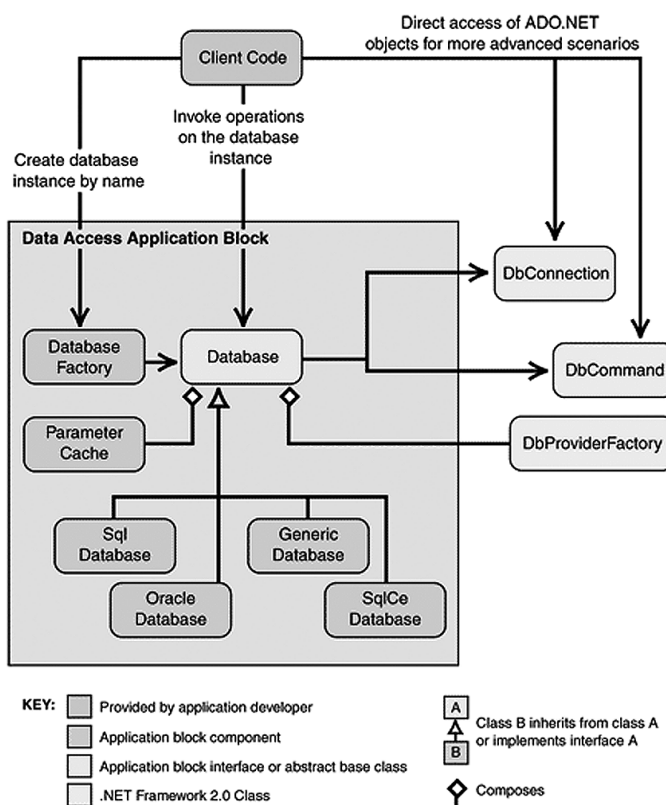 Direct access of ADO.NET
objects for more advanced scenarios
Client Code
Invoke operations
on the database
instance
Create database
instance by name
Data Access Application Block
DbConnection
Database
Factory
Database
DbCommand
Parameter
Cache
DbProviderFactory
Sql
Database
Generic
Database
Oracle
Database
SqlCe
Database
KEY:
Provided by application developer
Application block component
Application block interface or abstract base class
.NET Framework 2.0 Class
A
B
Class B inherits from class A
or implements interface A
Composes